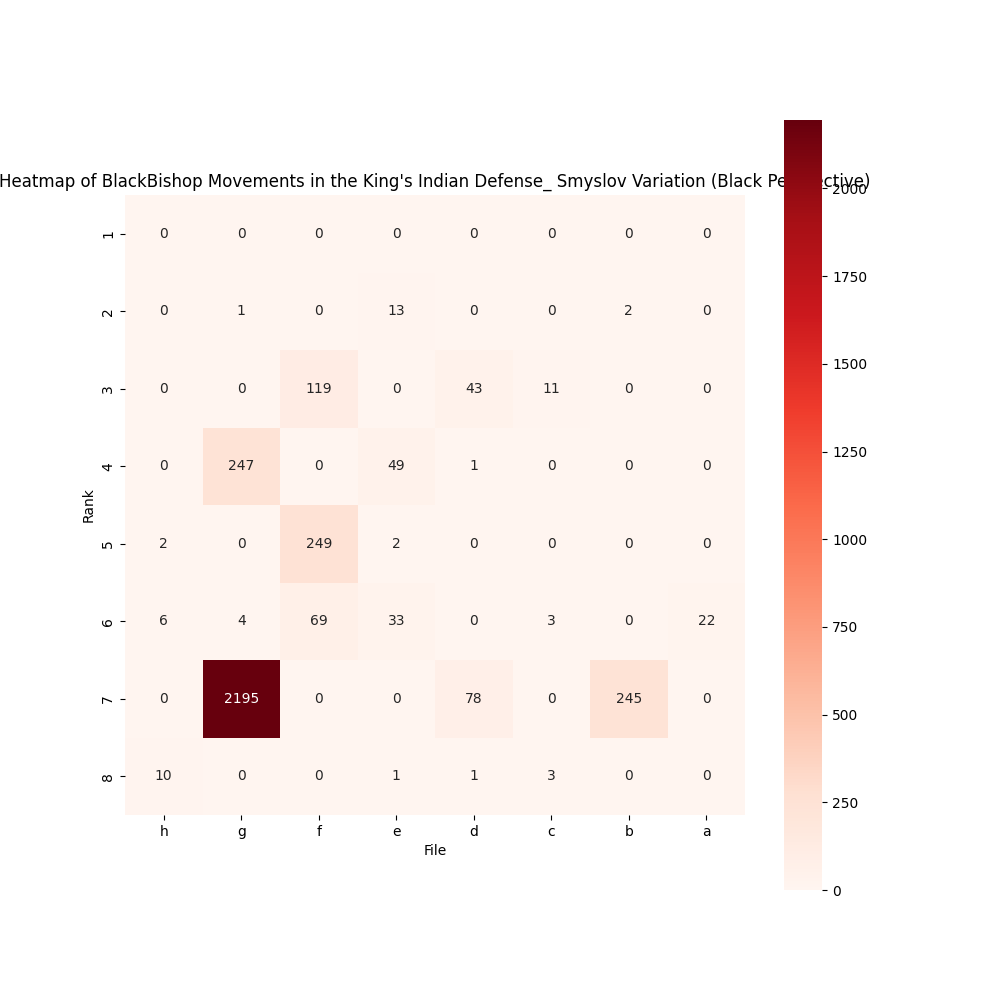 Heatmap of BlackBishop Movements in the King's Indian Defense_ Smyslov Variation (Black Pe ctive)
2000
1 0 0 0 0 0 0 0 0
2 0 1 0 13 0 0 2 0
1750
3 0 0 119 0 43 11 0 0
1500
4 0 247 0 49 1 0 0 0
1250
Rank
5 2 0 249 2 0 0 0 0
1000
6 0 6 4 69 33 0 3 0 22
750
7 0 2195 0 0 78 0 245 0
500
8 10 0 0 1 1 3 0 0
250
h g f e d c b a
File
0